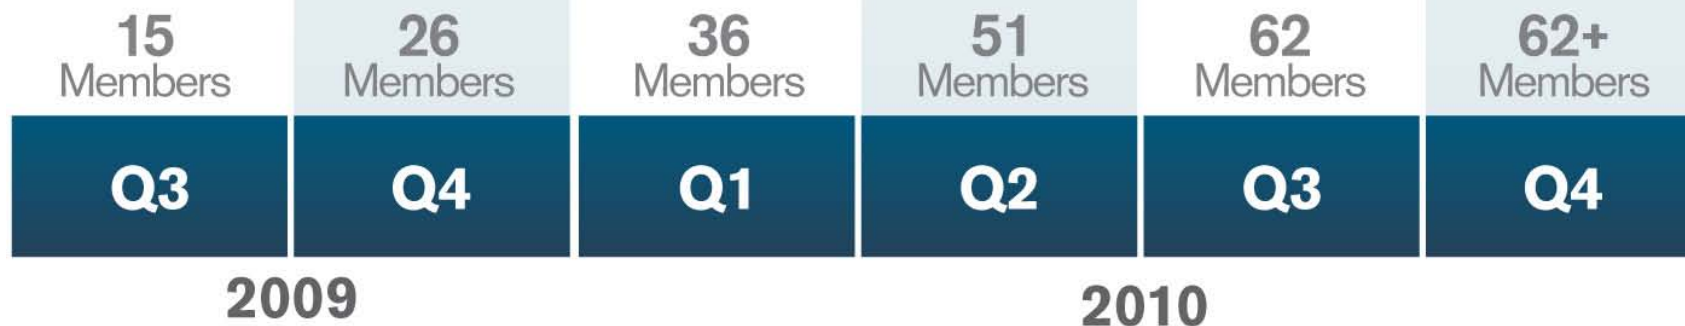 15 26 36 51 62 62+
Members Members Members Members Members Members
Q3 Q4 Q1 Q2 Q3 Q4
2009 2010